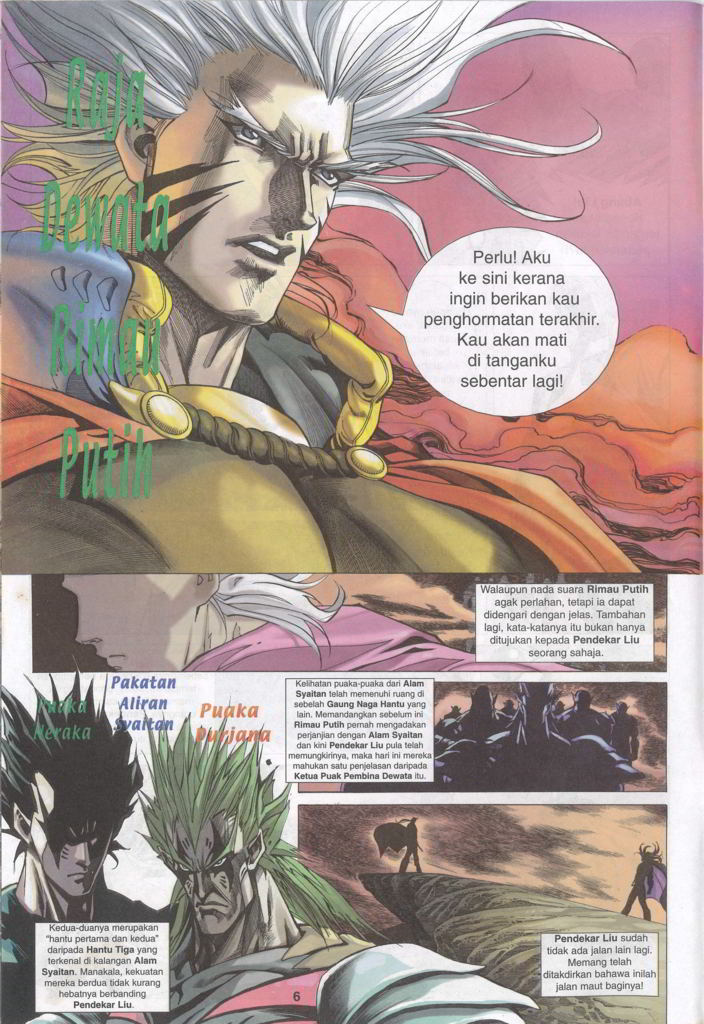 Raja
Dewata
Rimau
Putih
Perlu! Aku
ke sini kerana
ingin berikan kau
penghormatan terakhir.
Kau akan mati
di tanganku
sebentar lagi!
Walaupun nada suara Rimau Putih
agak perlahan, tetapi ia dapat
didengari dengan jelas. Tambahan
lagi, kata-katanya itu bukan hanya
ditujukan kepada Pendekar Liu
seorang sahaja.
Puaka
Neraka
Pakatan
Aliran
Syaitan
Puaka
Durjana
Kelihatan puaka-puaka dari Alam
Syaitan telah memenuhi ruang di
sebelah Gaung Naga Hantu yang
lain. Memandangkan sebelum ini
Rimau Putih pernah mengadakan
perjanjian dengan Alam Syaitan
dan kini Pendekar Liu pula telah
memungkirinya, maka hari ini mereka
mahukan satu penjelasan daripada
Ketua Puak Pembina Dewata itu.
Kedua-duanya merupakan
"hantu pertama dan kedua"
daripada Hantu Tiga yang
terkenal di kalangan Alam
Syaitan. Manakala, kekuatan
mereka berdua tidak kurang
hebatnya berbanding
Pendekar Liu.
Pendekar Liu sudah
tidak ada jalan lain lagi.
Memang telah
ditakdirkan bahawa inilah
jalan maut baginya!
6